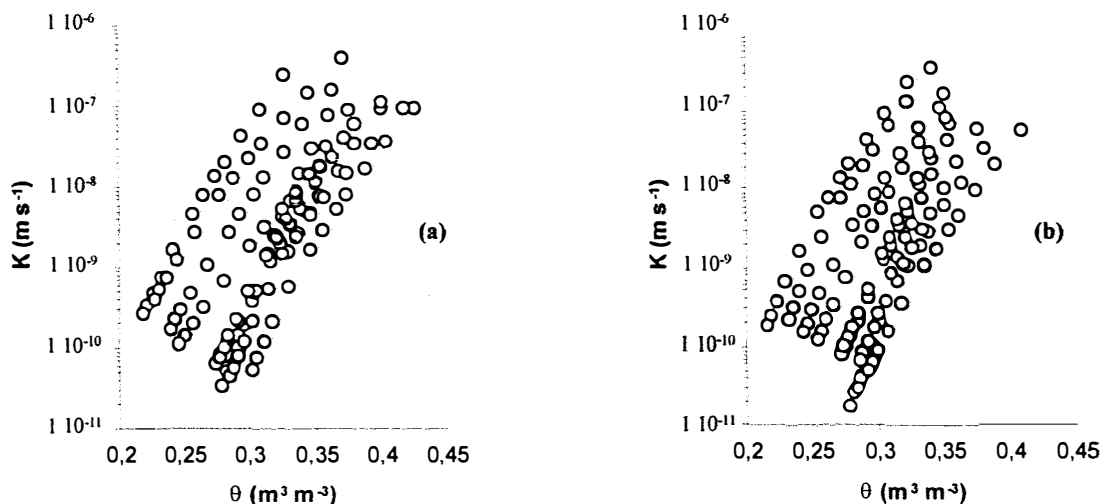 1 10⁻⁶
1 10⁻⁷
1 10⁻⁸
1 10⁻⁹
1 10⁻¹⁰
1 10⁻¹¹
K (m s⁻¹)
(a)
0,2 0,25 0,3 0,35 0,4 0,45
θ (m³ m⁻³)
1 10⁻⁶
1 10⁻⁷
1 10⁻⁸
1 10⁻⁹
1 10⁻¹⁰
1 10⁻¹¹
K (m s⁻¹)
(b)
0,2 0,25 0,3 0,35 0,4 0,45
θ (m³ m⁻³)